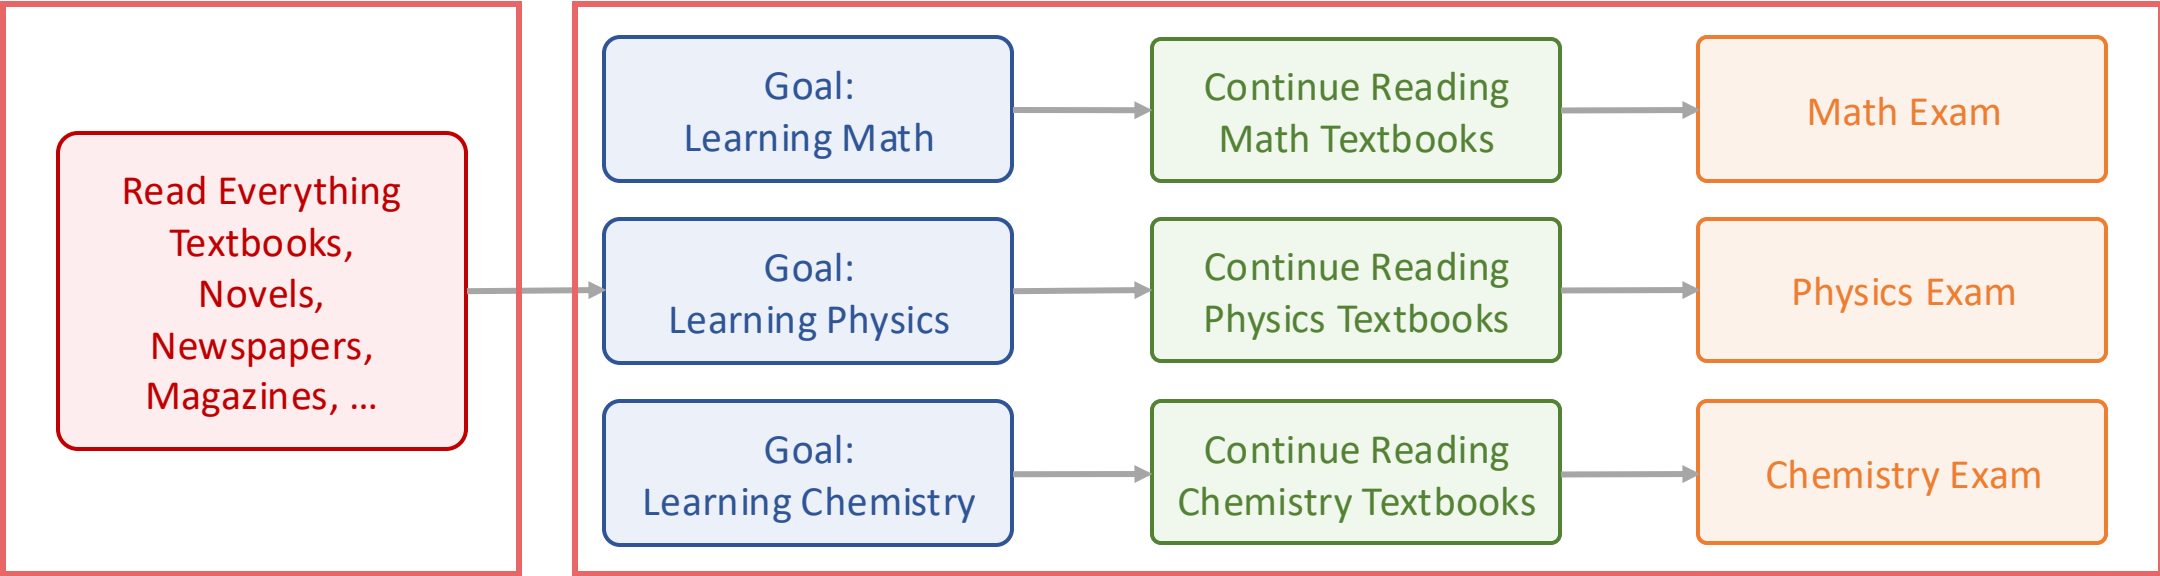 Read Everything
Textbooks,
Novels,
Newspapers,
Magazines, ...
Goal:
Learning Math
Continue Reading
Math Textbooks
Math Exam
Goal:
Learning Physics
Continue Reading
Physics Textbooks
Physics Exam
Goal:
Learning Chemistry
Continue Reading
Chemistry Textbooks
Chemistry Exam